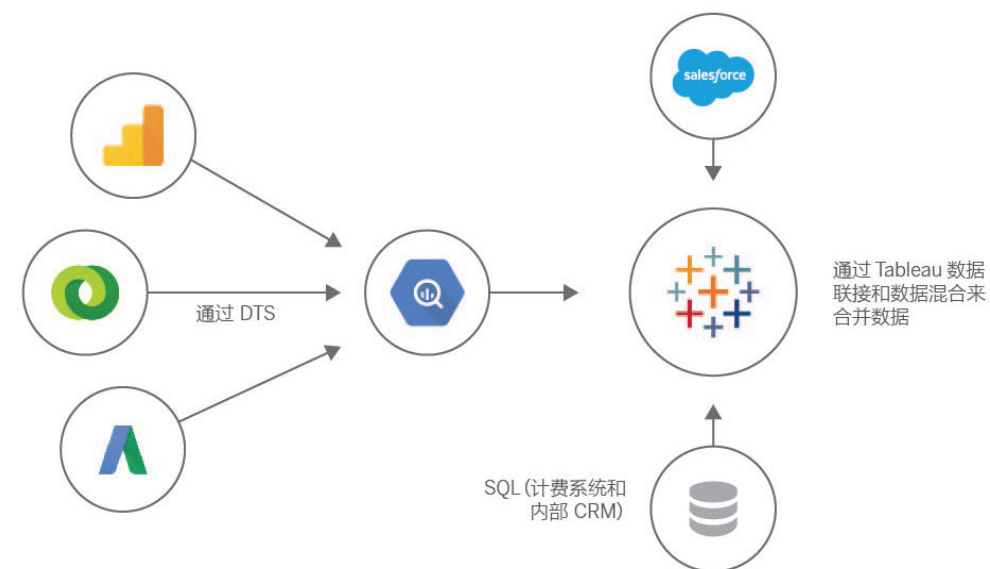 salesforce
通过 DTS
通过 Tableau 数据
联接和数据混合来
合并数据
SQL（计费系统和
内部 CRM）